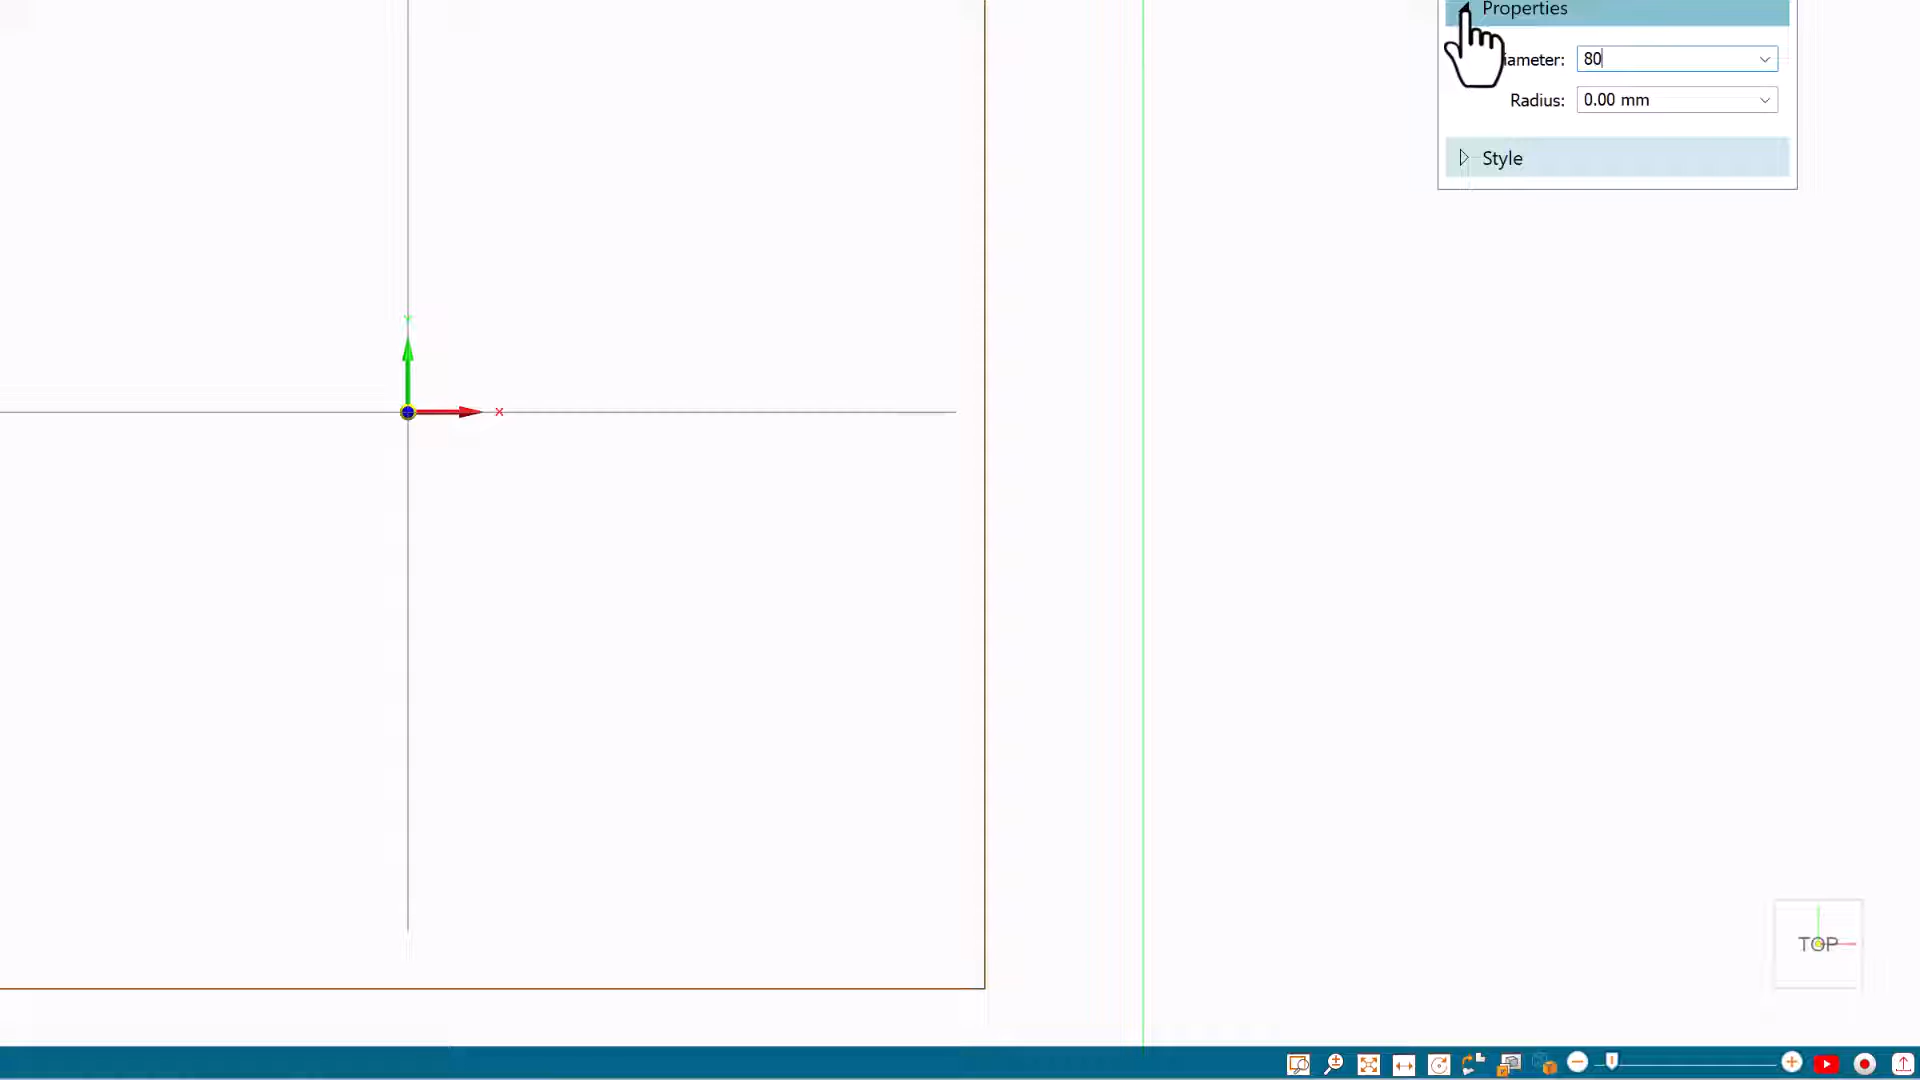 Properties
iameter: 80
Radius: 0.00 mm
Style
Y
X
TOP